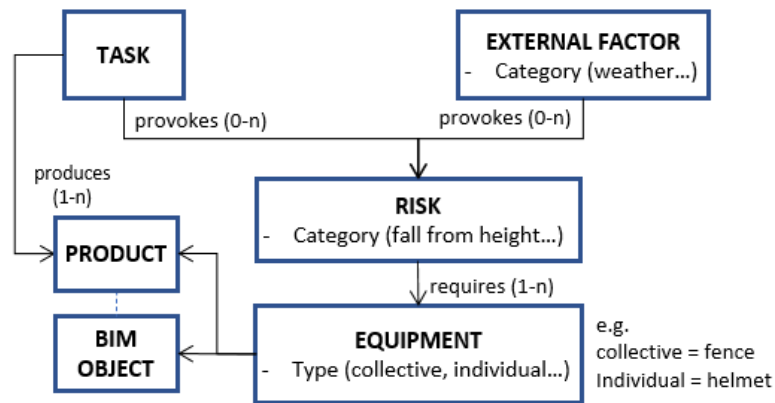 TASK
EXTERNAL FACTOR
- Category (weather…)
provokes (0-n)
provokes (0-n)
produces
(1-n)
RISK
- Category (fall from height…)
PRODUCT
requires (1-n)
BIM
OBJECT
EQUIPMENT
- Type (collective, individual…)
e.g.
collective = fence
Individual = helmet